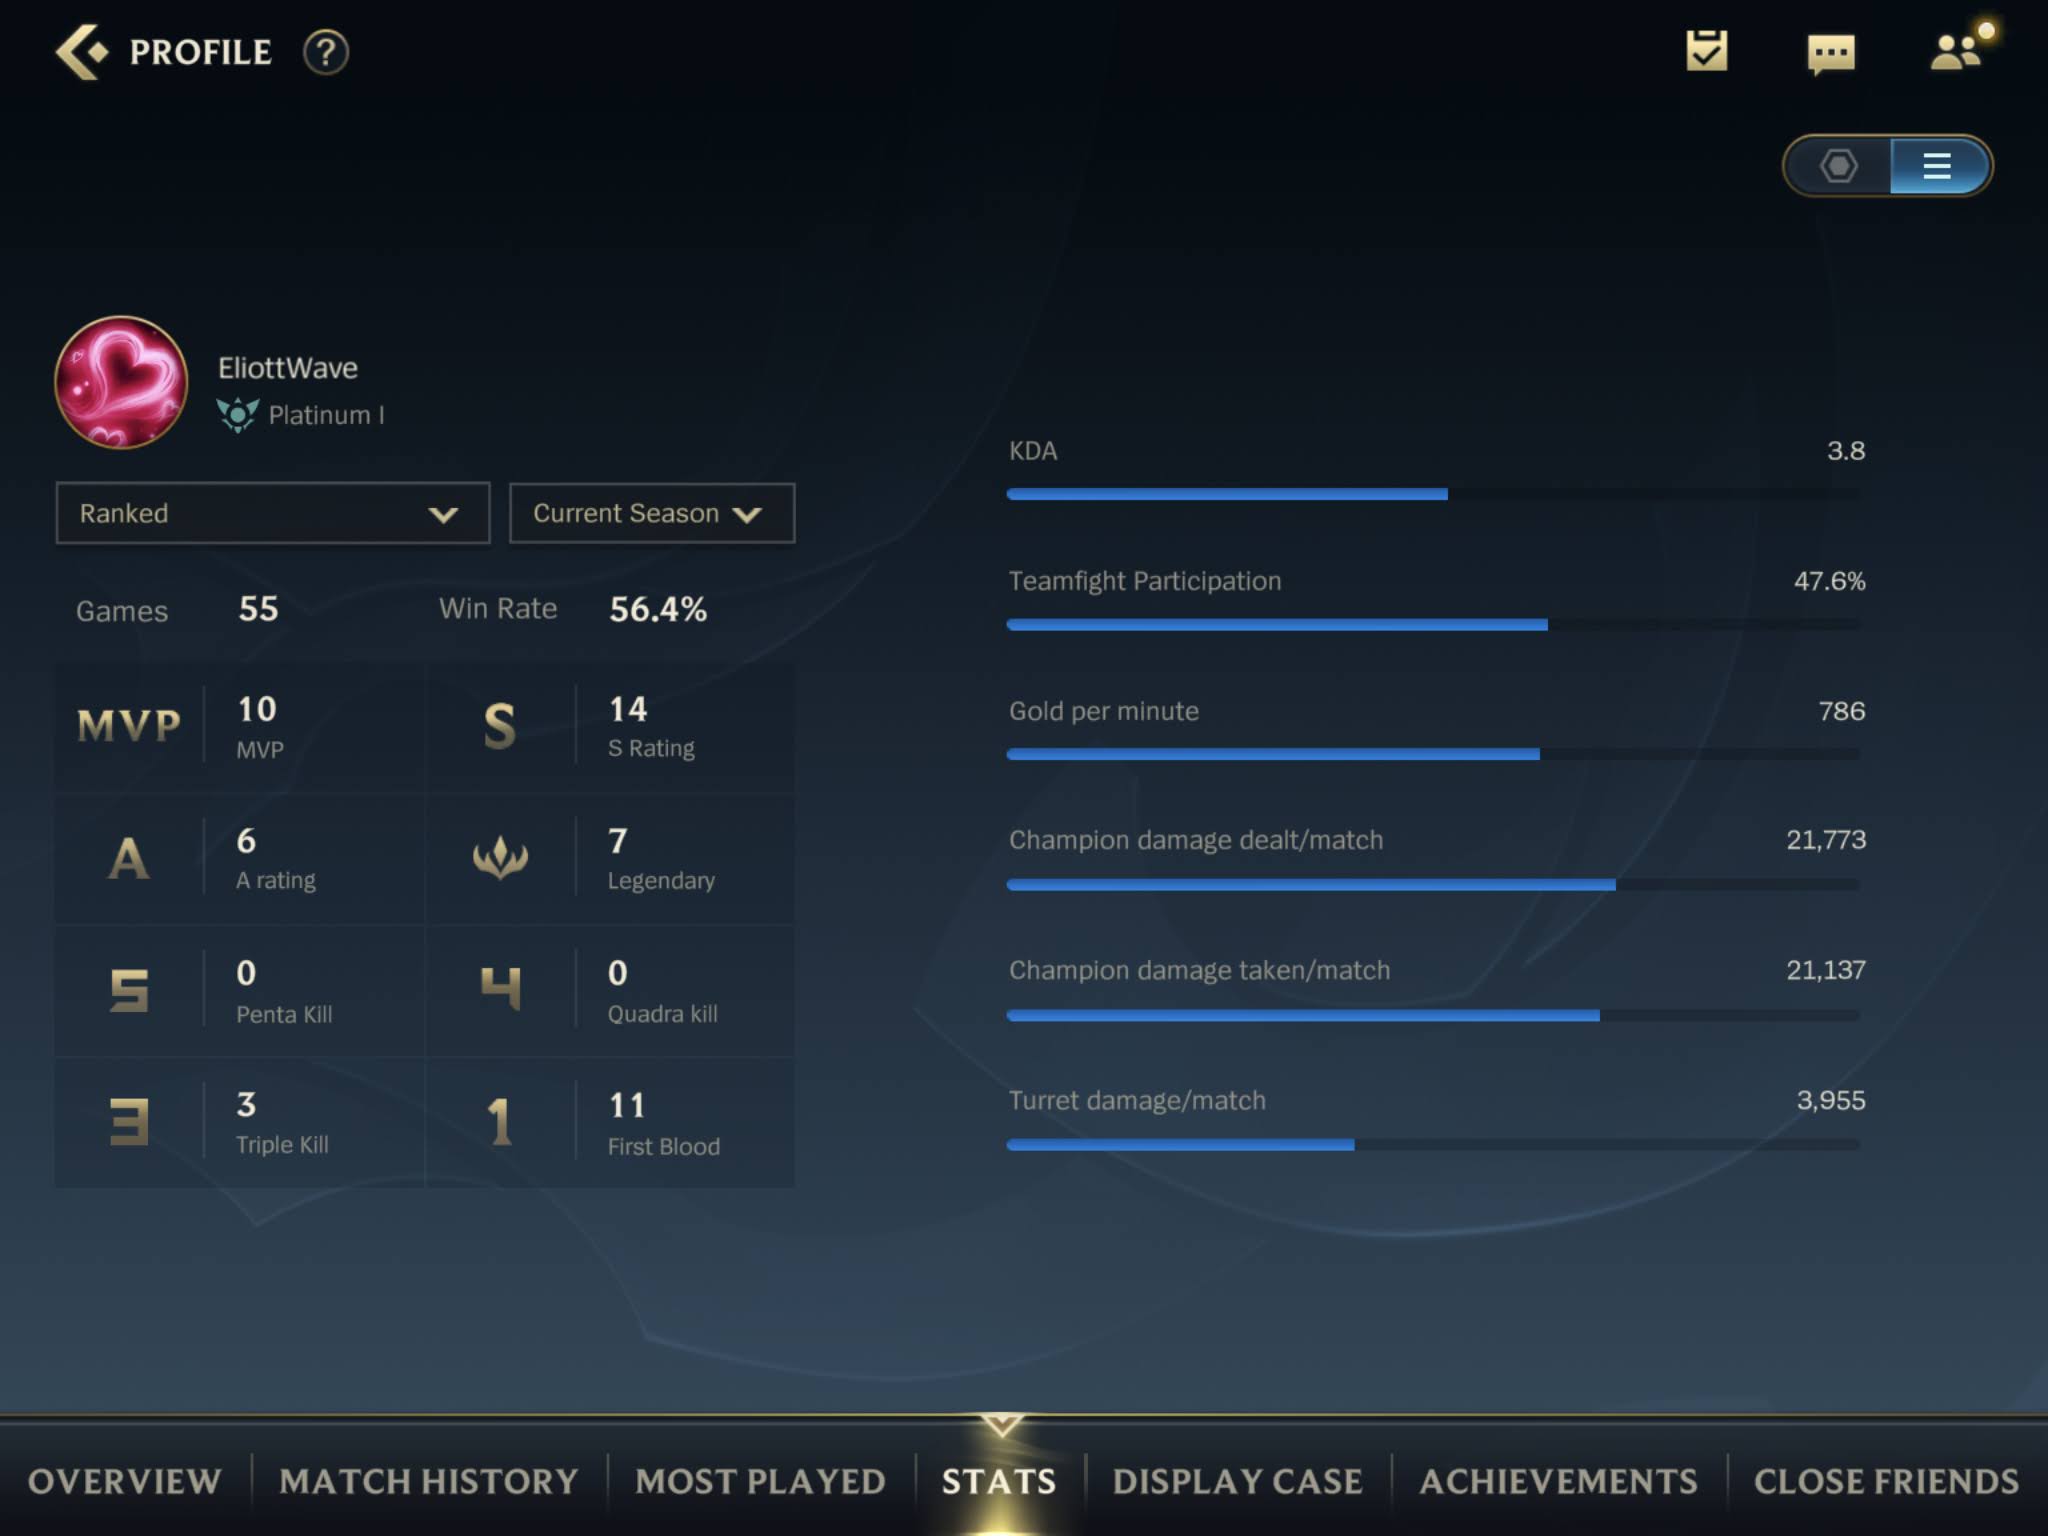 PROFILE ?
EliottWave
Platinum I
Ranked
Current Season
Games 55
Win Rate 56.4%
MVP 10 MVP
S 14 S Rating
A 6 A rating
7 Legendary
5 0 Penta Kill
4 0 Quadra kill
3 3 Triple Kill
1 11 First Blood
KDA 3.8
Teamfight Participation 47.6%
Gold per minute 786
Champion damage dealt/match 21,773
Champion damage taken/match 21,137
Turret damage/match 3,955
OVERVIEW MATCH HISTORY MOST PLAYED STATS DISPLAY CASE ACHIEVEMENTS CLOSE FRIENDS